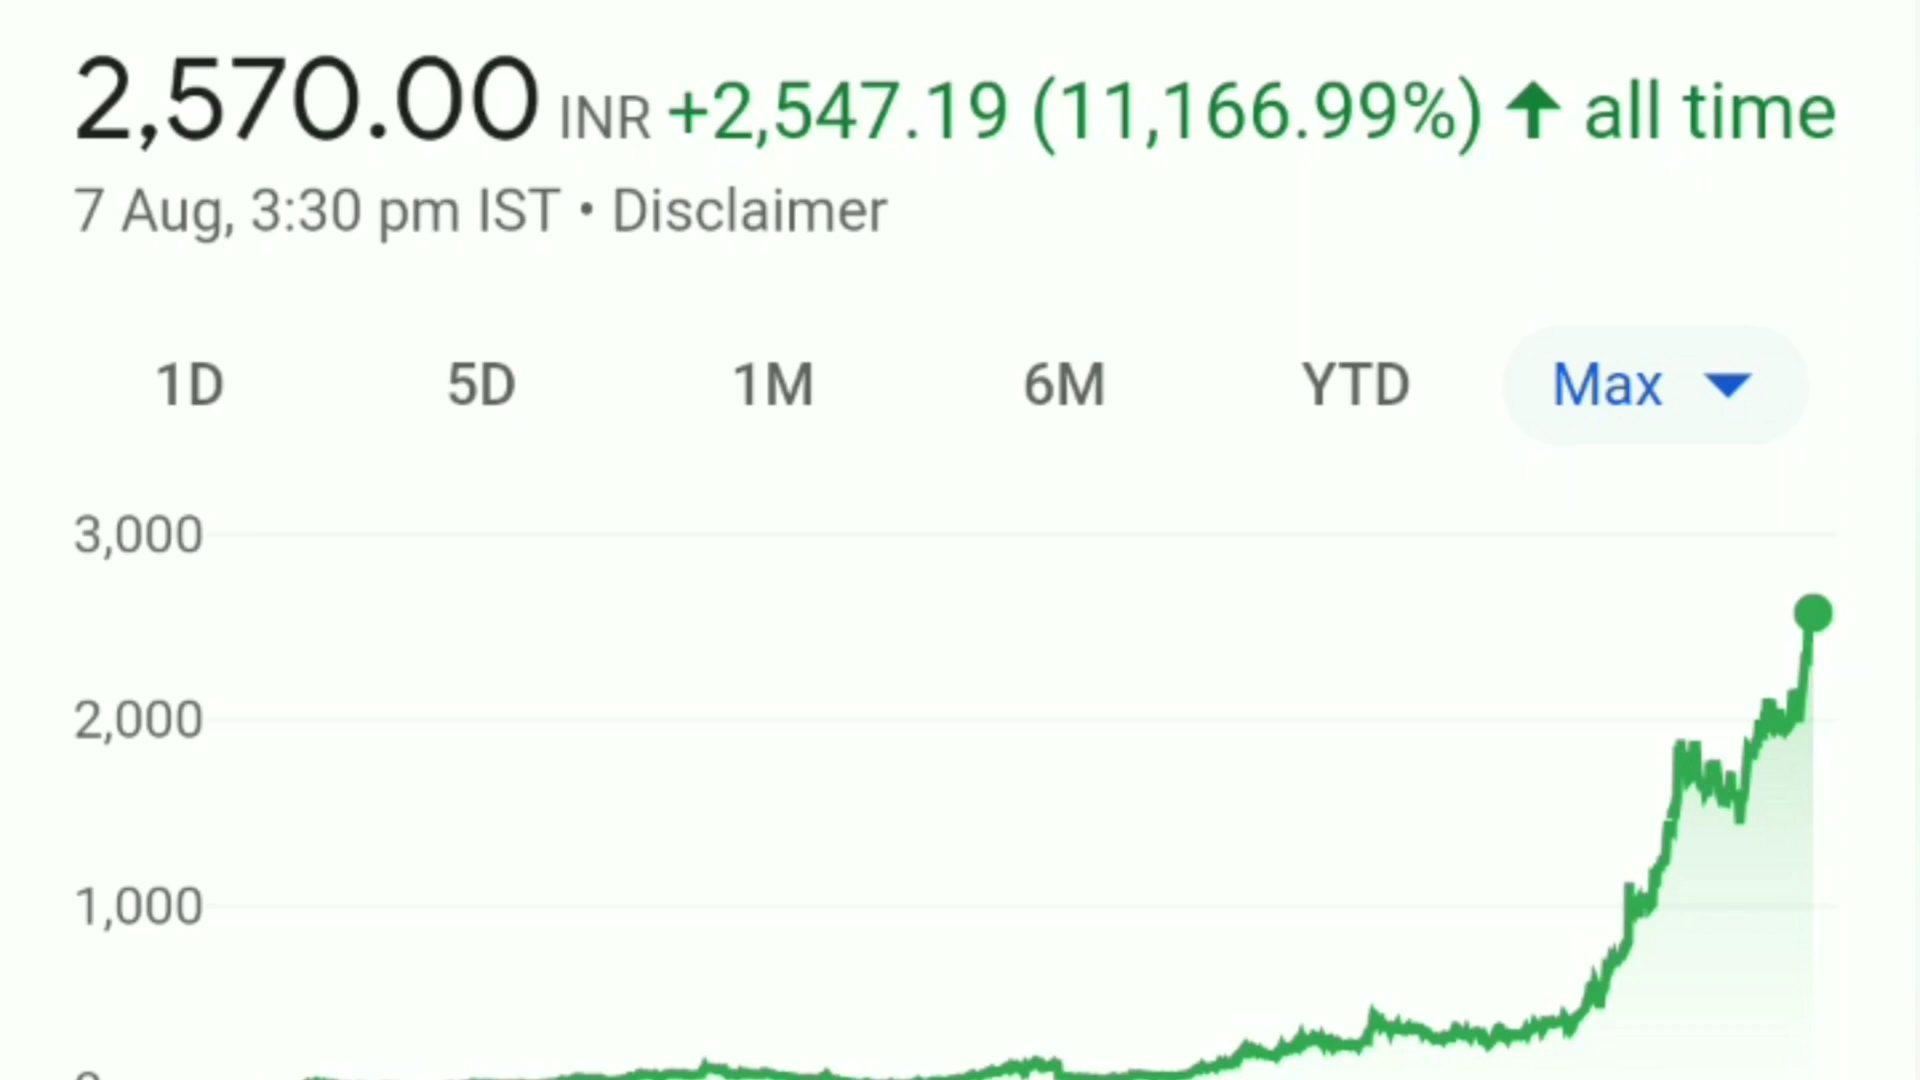 2,570.00 INR +2,547.19 (11,166.99%) ↑ all time
7 Aug, 3:30 pm IST • Disclaimer
1D 5D 1M 6M YTD Max
3,000
2,000
1,000